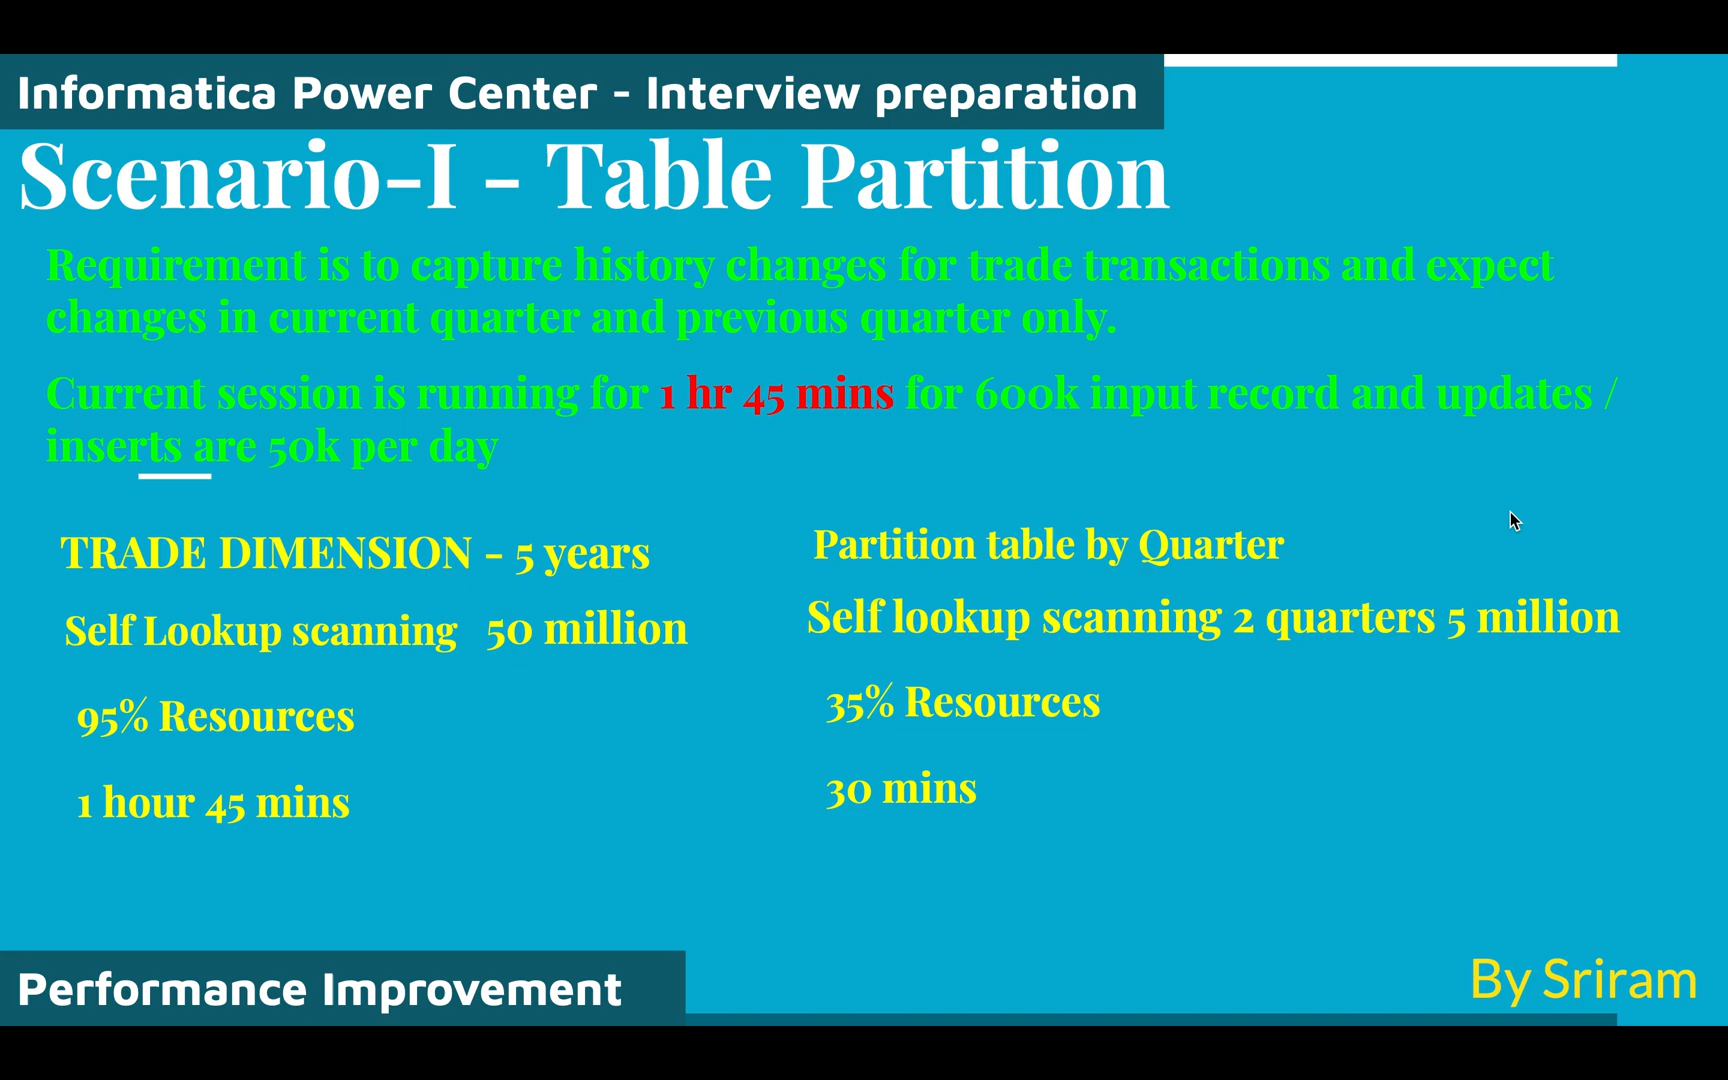 Informatica Power Center - Interview preparation
Scenario-I - Table Partition
Requirement is to capture history changes for trade transactions and expect
changes in current quarter and previous quarter only.
Current session is running for 1 hr 45 mins for 600k input record and updates /
inserts are 50k per day
TRADE DIMENSION - 5 years
Self Lookup scanning 50 million
95% Resources
1 hour 45 mins
Partition table by Quarter
Self lookup scanning 2 quarters 5 million
35% Resources
30 mins
Performance Improvement
By Sriram